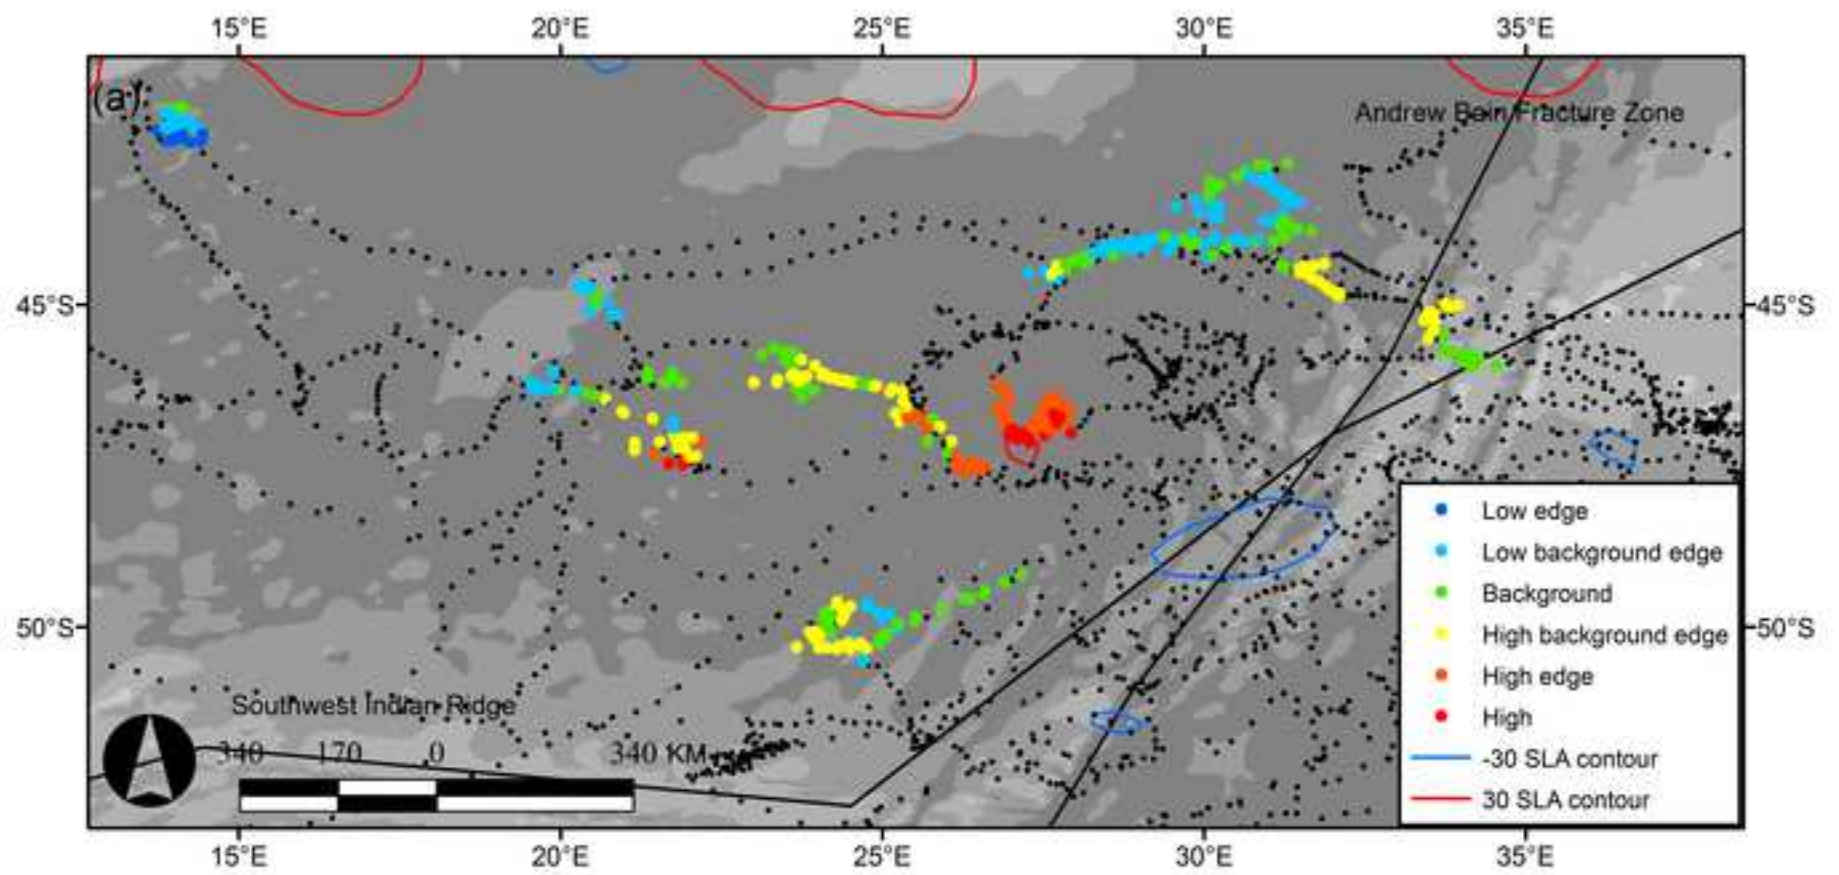 15°E 20°E 25°E 30°E 35°E
(a)
Andrew Bain Fracture Zone
45°S 45°S
Low edge
Low background edge
Background
50°S High background edge 50°S
High edge
Southwest Indian Ridge
High
340 170 0 340 KM
-30 SLA contour
30 SLA contour
15°E 20°E 25°E 30°E 35°E